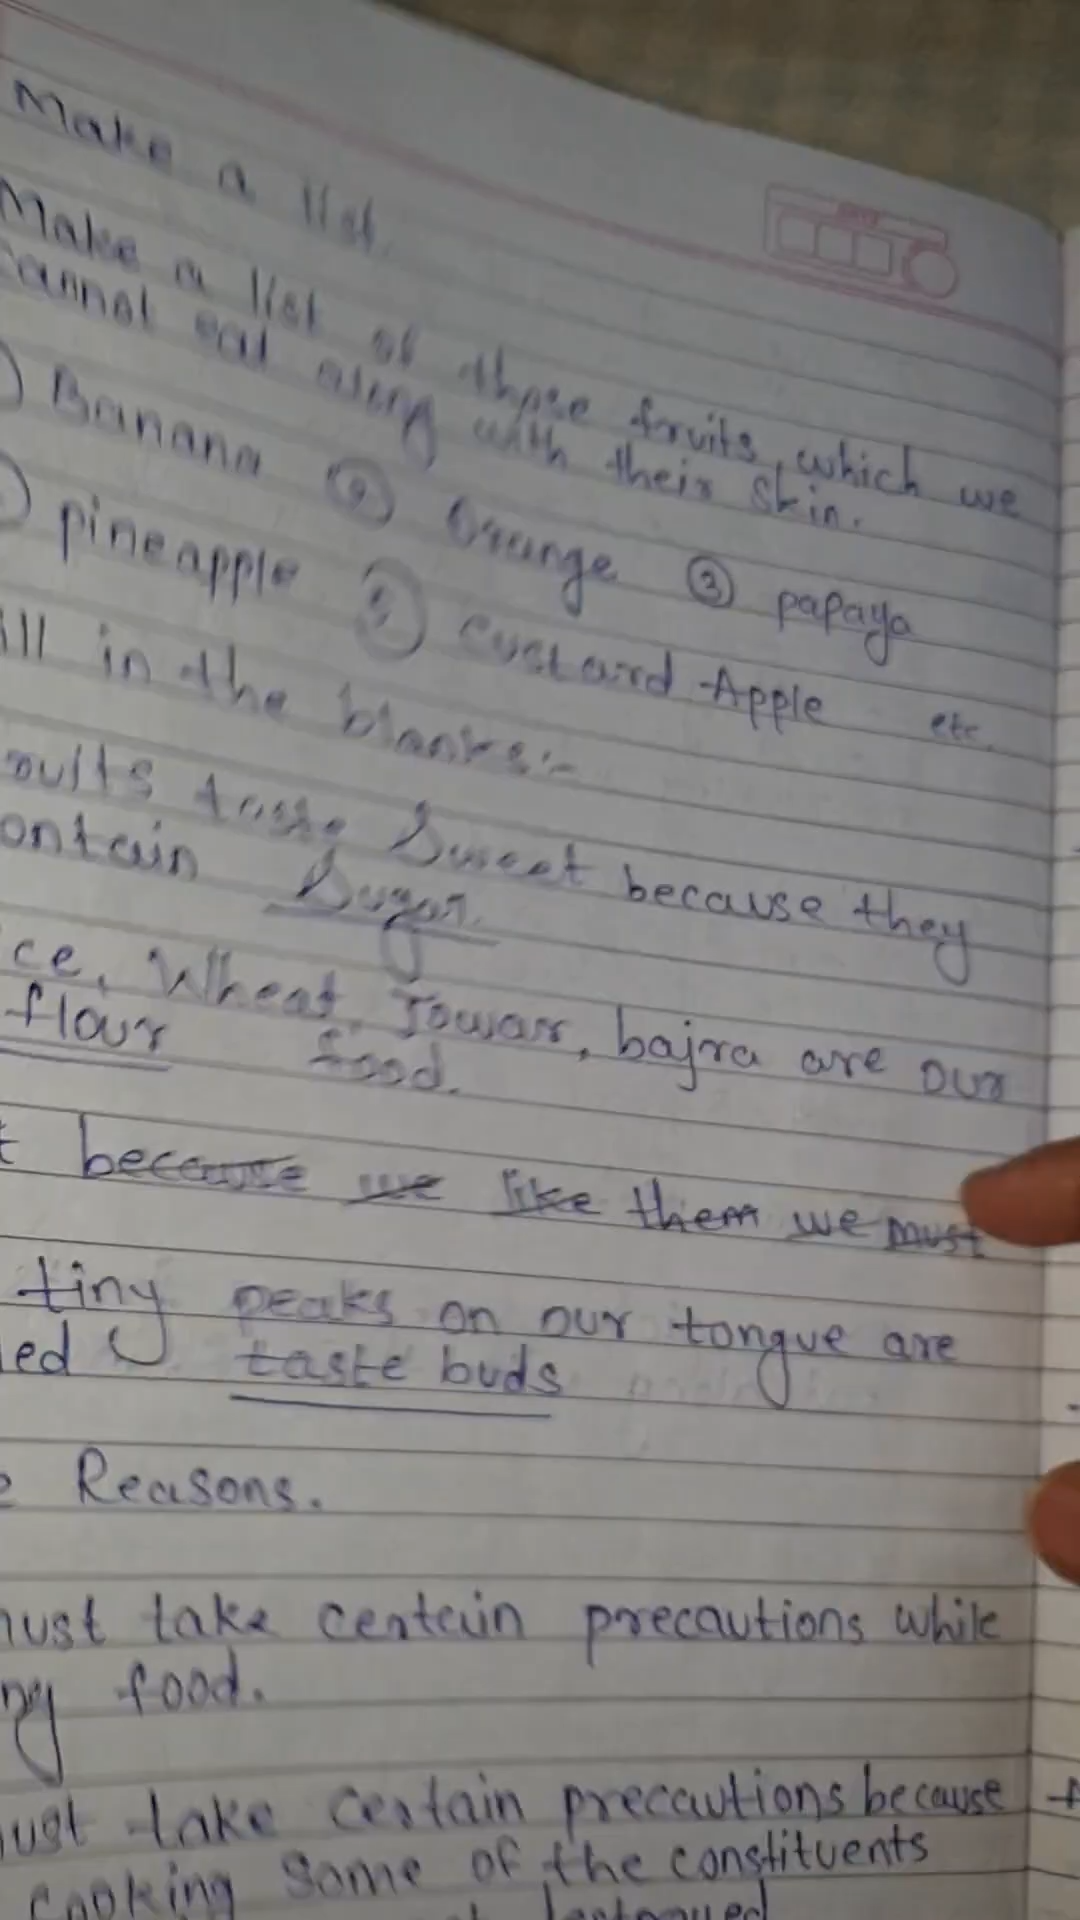 Make a list.
Make a list of those fruits, which we
cannot eat along with their skin.
Banana ② Orange ③ papaya
pineapple ⑤ Custard Apple etc.
ill in the blanks:-
ruits taste Sweet because they
ontain Sugar.
ce, Wheat, Jowar, bajra are our
flour food.
t because we like them we must
tiny peaks on our tongue are
led taste buds
e Reasons.
must take certain precautions while
ng food.
must take certain precautions because
cooking some of the constituents